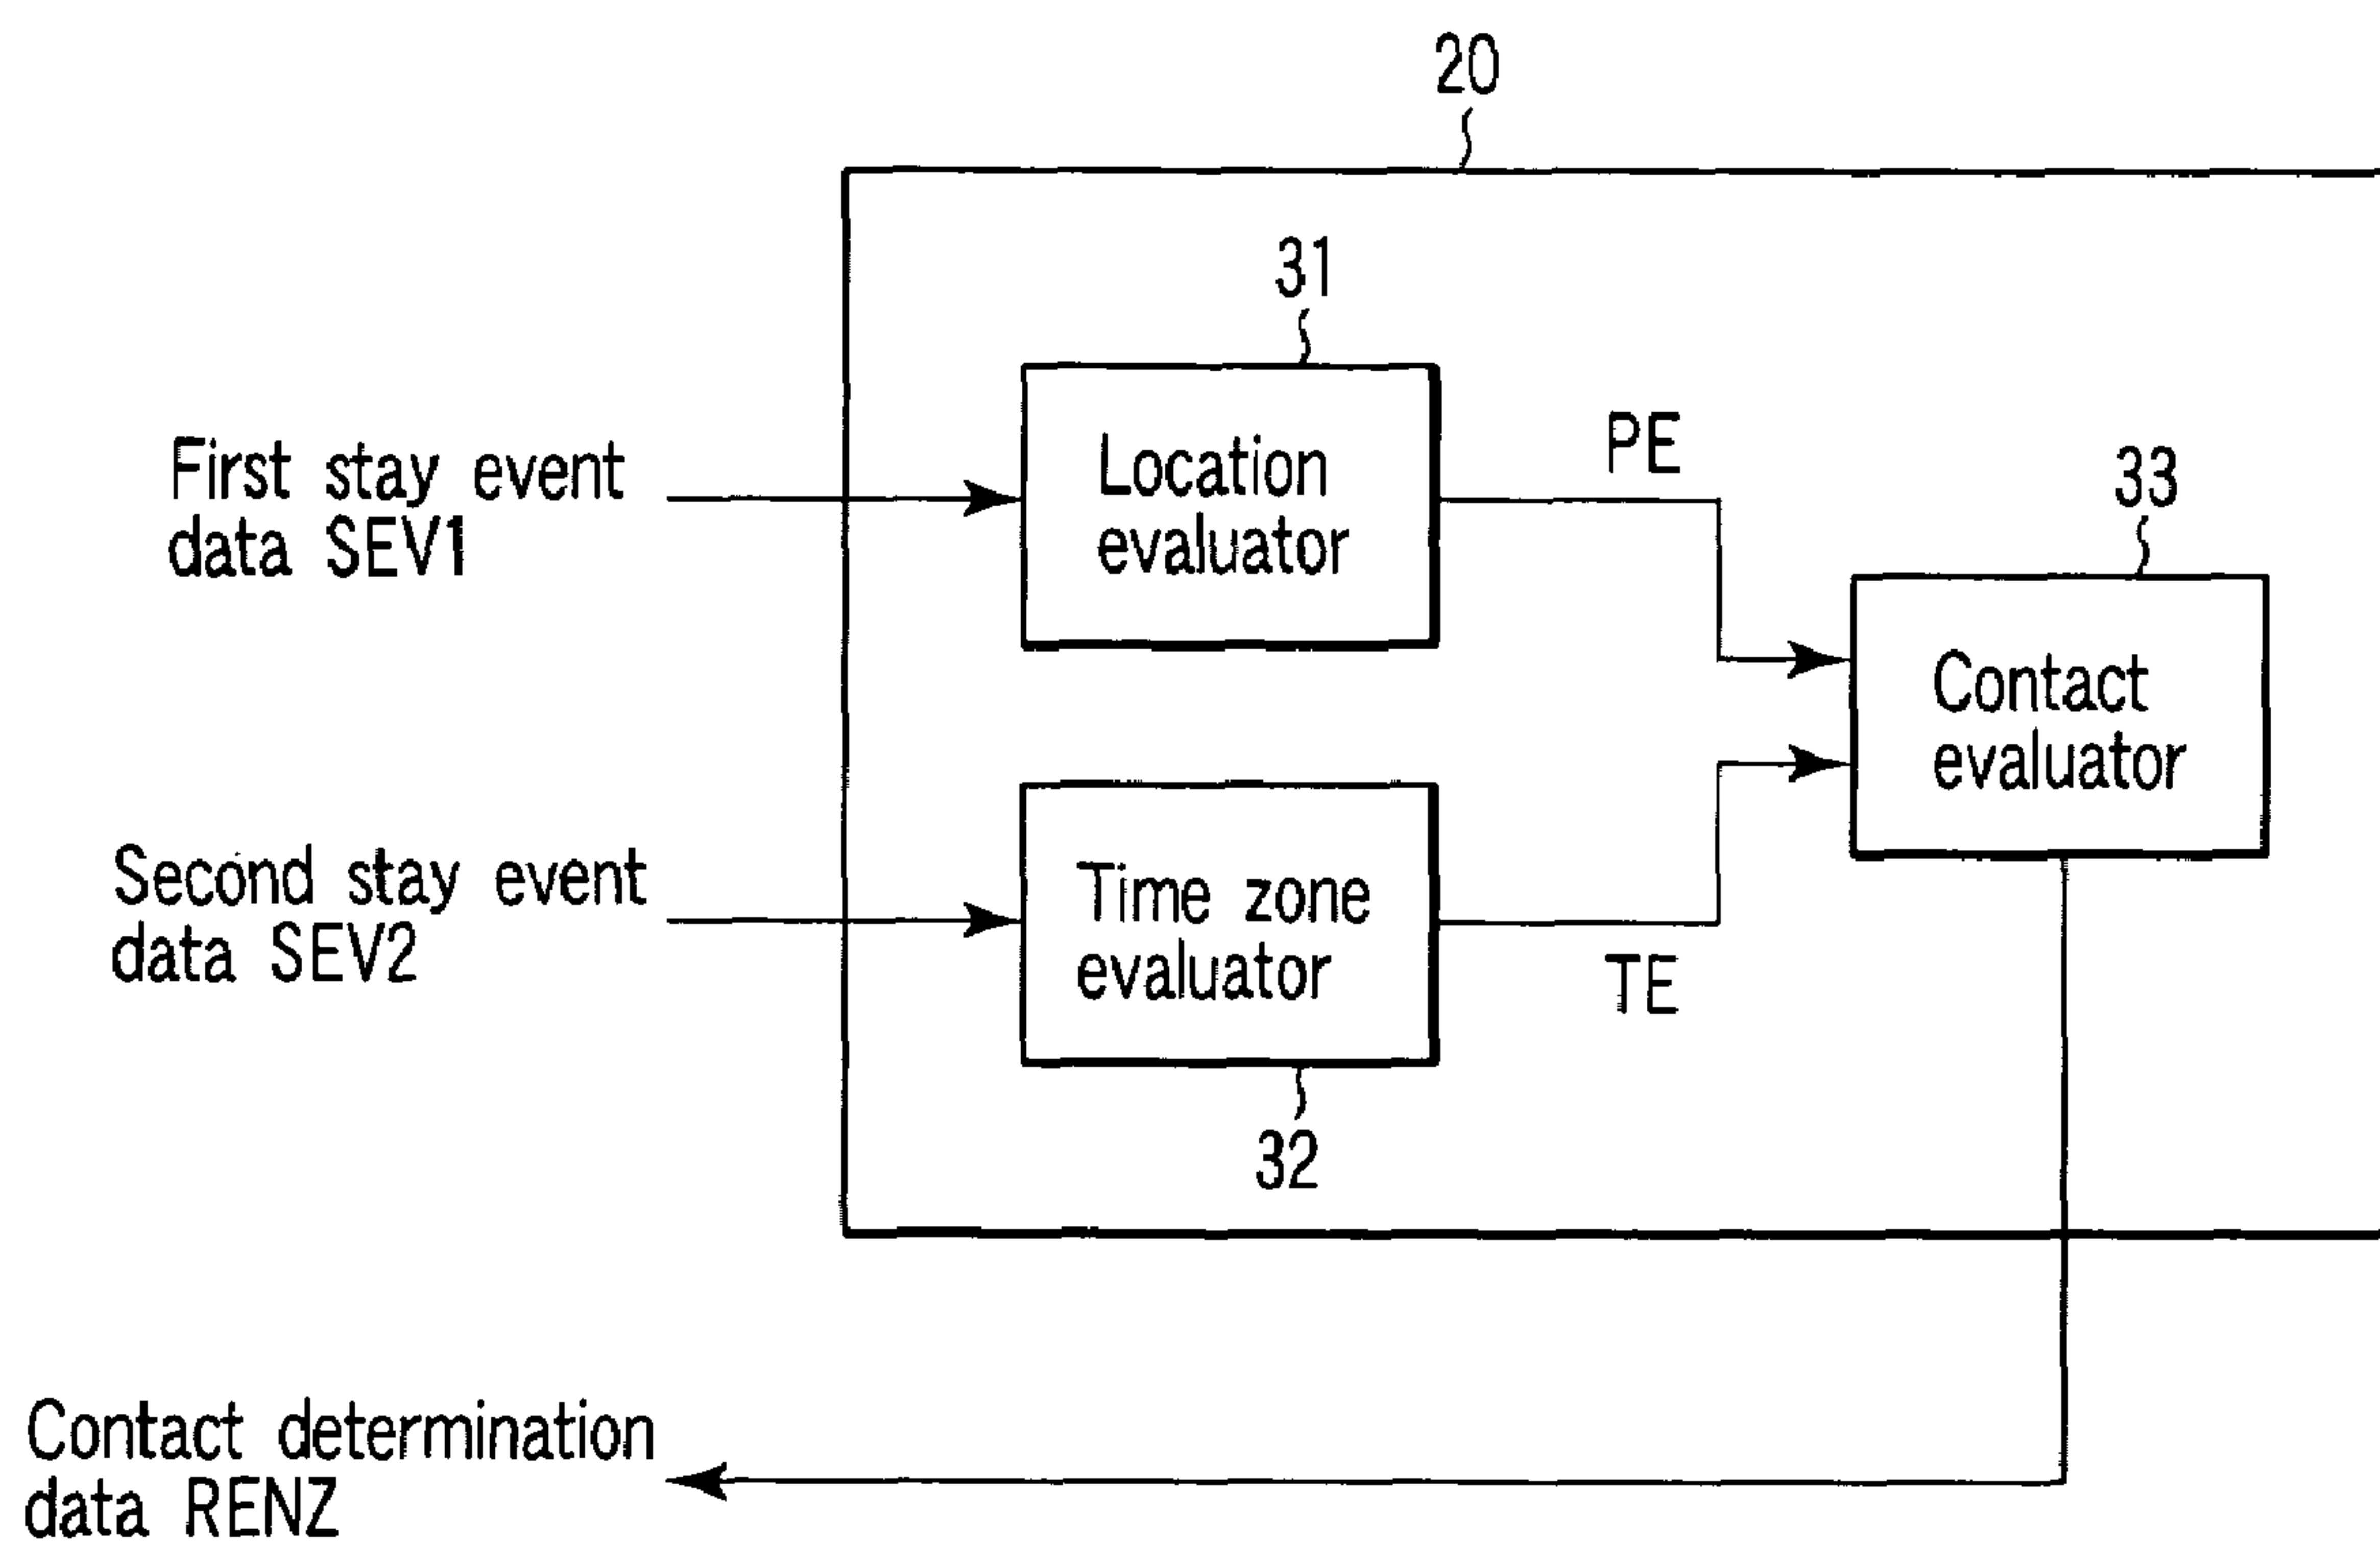 20
31
First stay event
data SEV1
Location
evaluator
PE
33
Contact
evaluator
Second stay event
data SEV2
Time zone
evaluator
TE
32
Contact determination
data RENZ